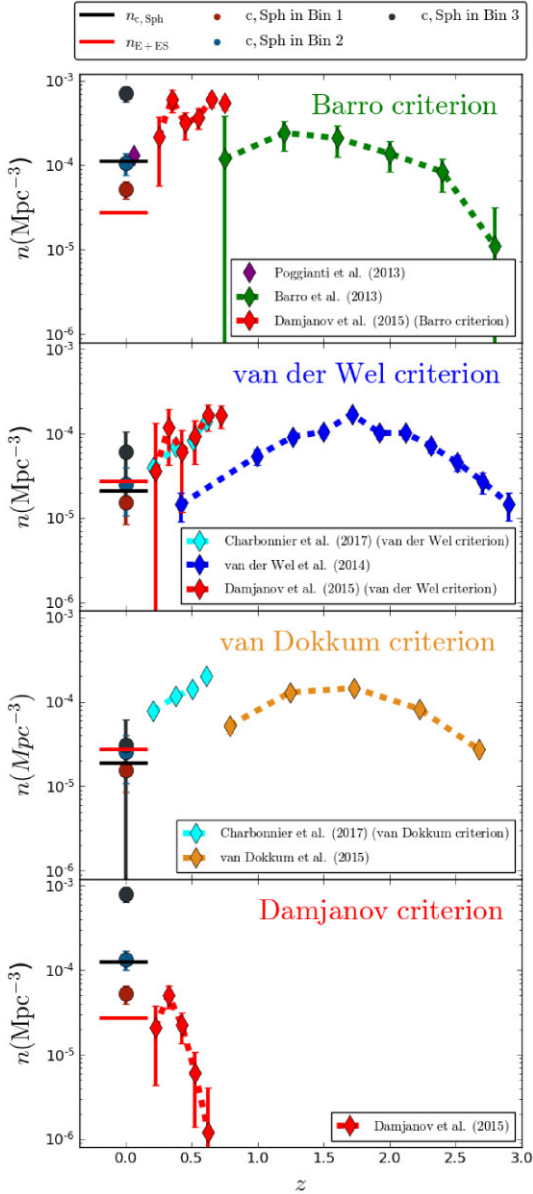 n_c, Sph
c, Sph in Bin 1
c, Sph in Bin 3
n_E+ES
c, Sph in Bin 2
10^-3
10^-4
10^-5
10^-6
n(Mpc^-3)
Barro criterion
Poggianti et al. (2013)
Barro et al. (2013)
Damjanov et al. (2015) (Barro criterion)
10^-3
10^-4
10^-5
10^-6
n(Mpc^-3)
van der Wel criterion
Charbonnier et al. (2017) (van der Wel criterion)
van der Wel et al. (2014)
Damjanov et al. (2015) (van der Wel criterion)
10^-3
10^-4
10^-5
10^-6
n(Mpc^-3)
van Dokkum criterion
Charbonnier et al. (2017) (van Dokkum criterion)
van Dokkum et al. (2015)
10^-3
10^-4
10^-5
10^-6
n(Mpc^-3)
Damjanov criterion
Damjanov et al. (2015)
0.0 0.5 1.0 1.5 2.0 2.5 3.0
z